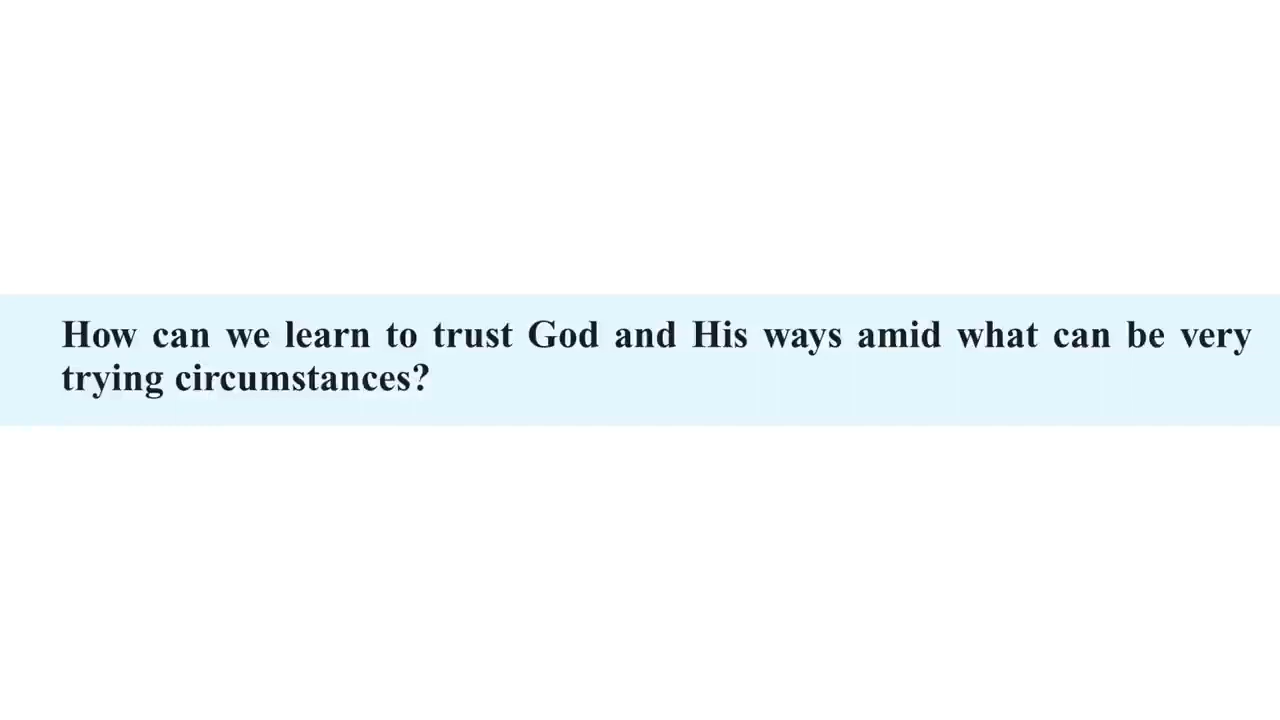 How can we learn to trust God and His ways amid what can be very
trying circumstances?